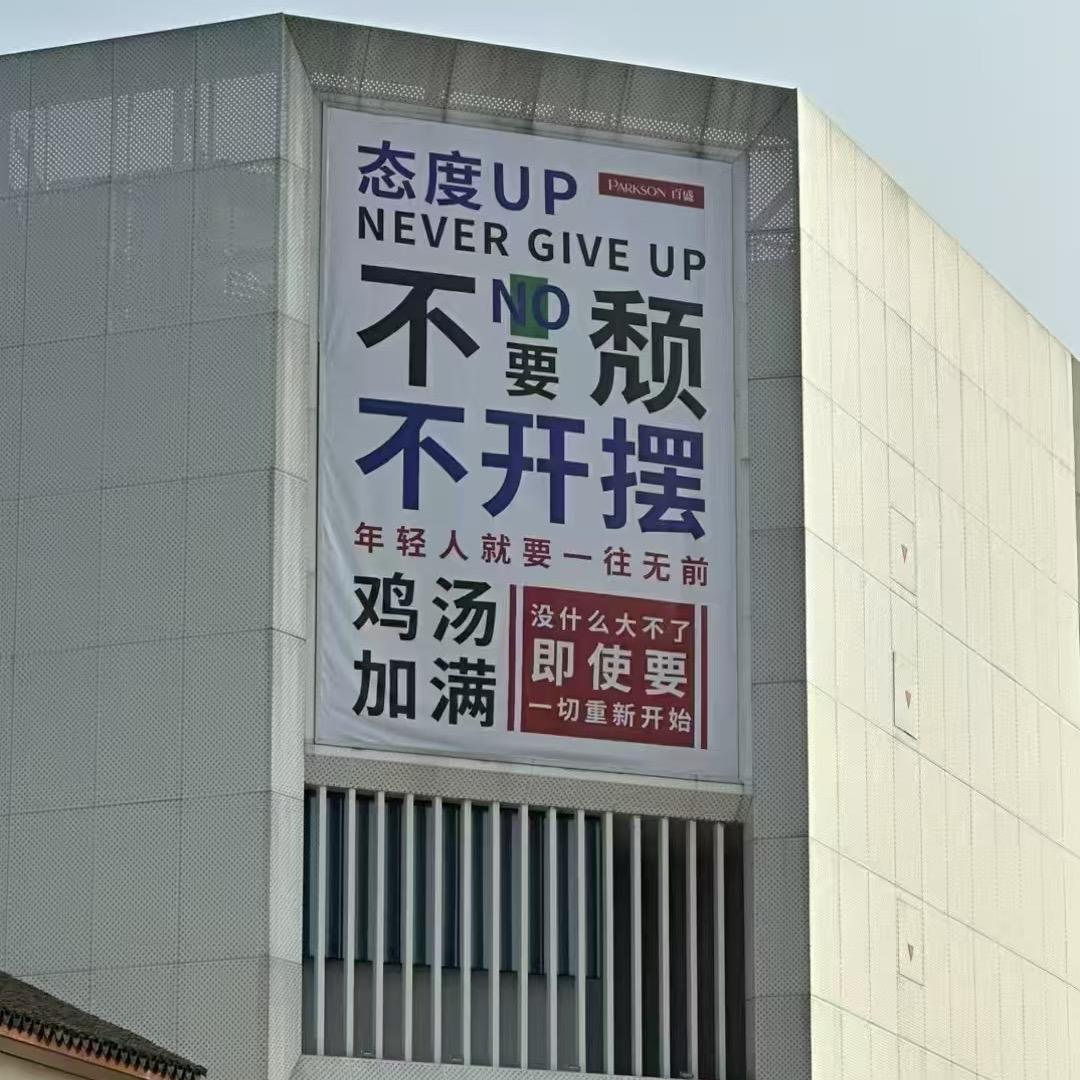 态度UP
PARKSON 百盛
NEVER GIVE UP
不NO要颓
不开摆
年轻人就要一往无前
鸡汤
加满
没什么大不了
即使要
一切重新开始